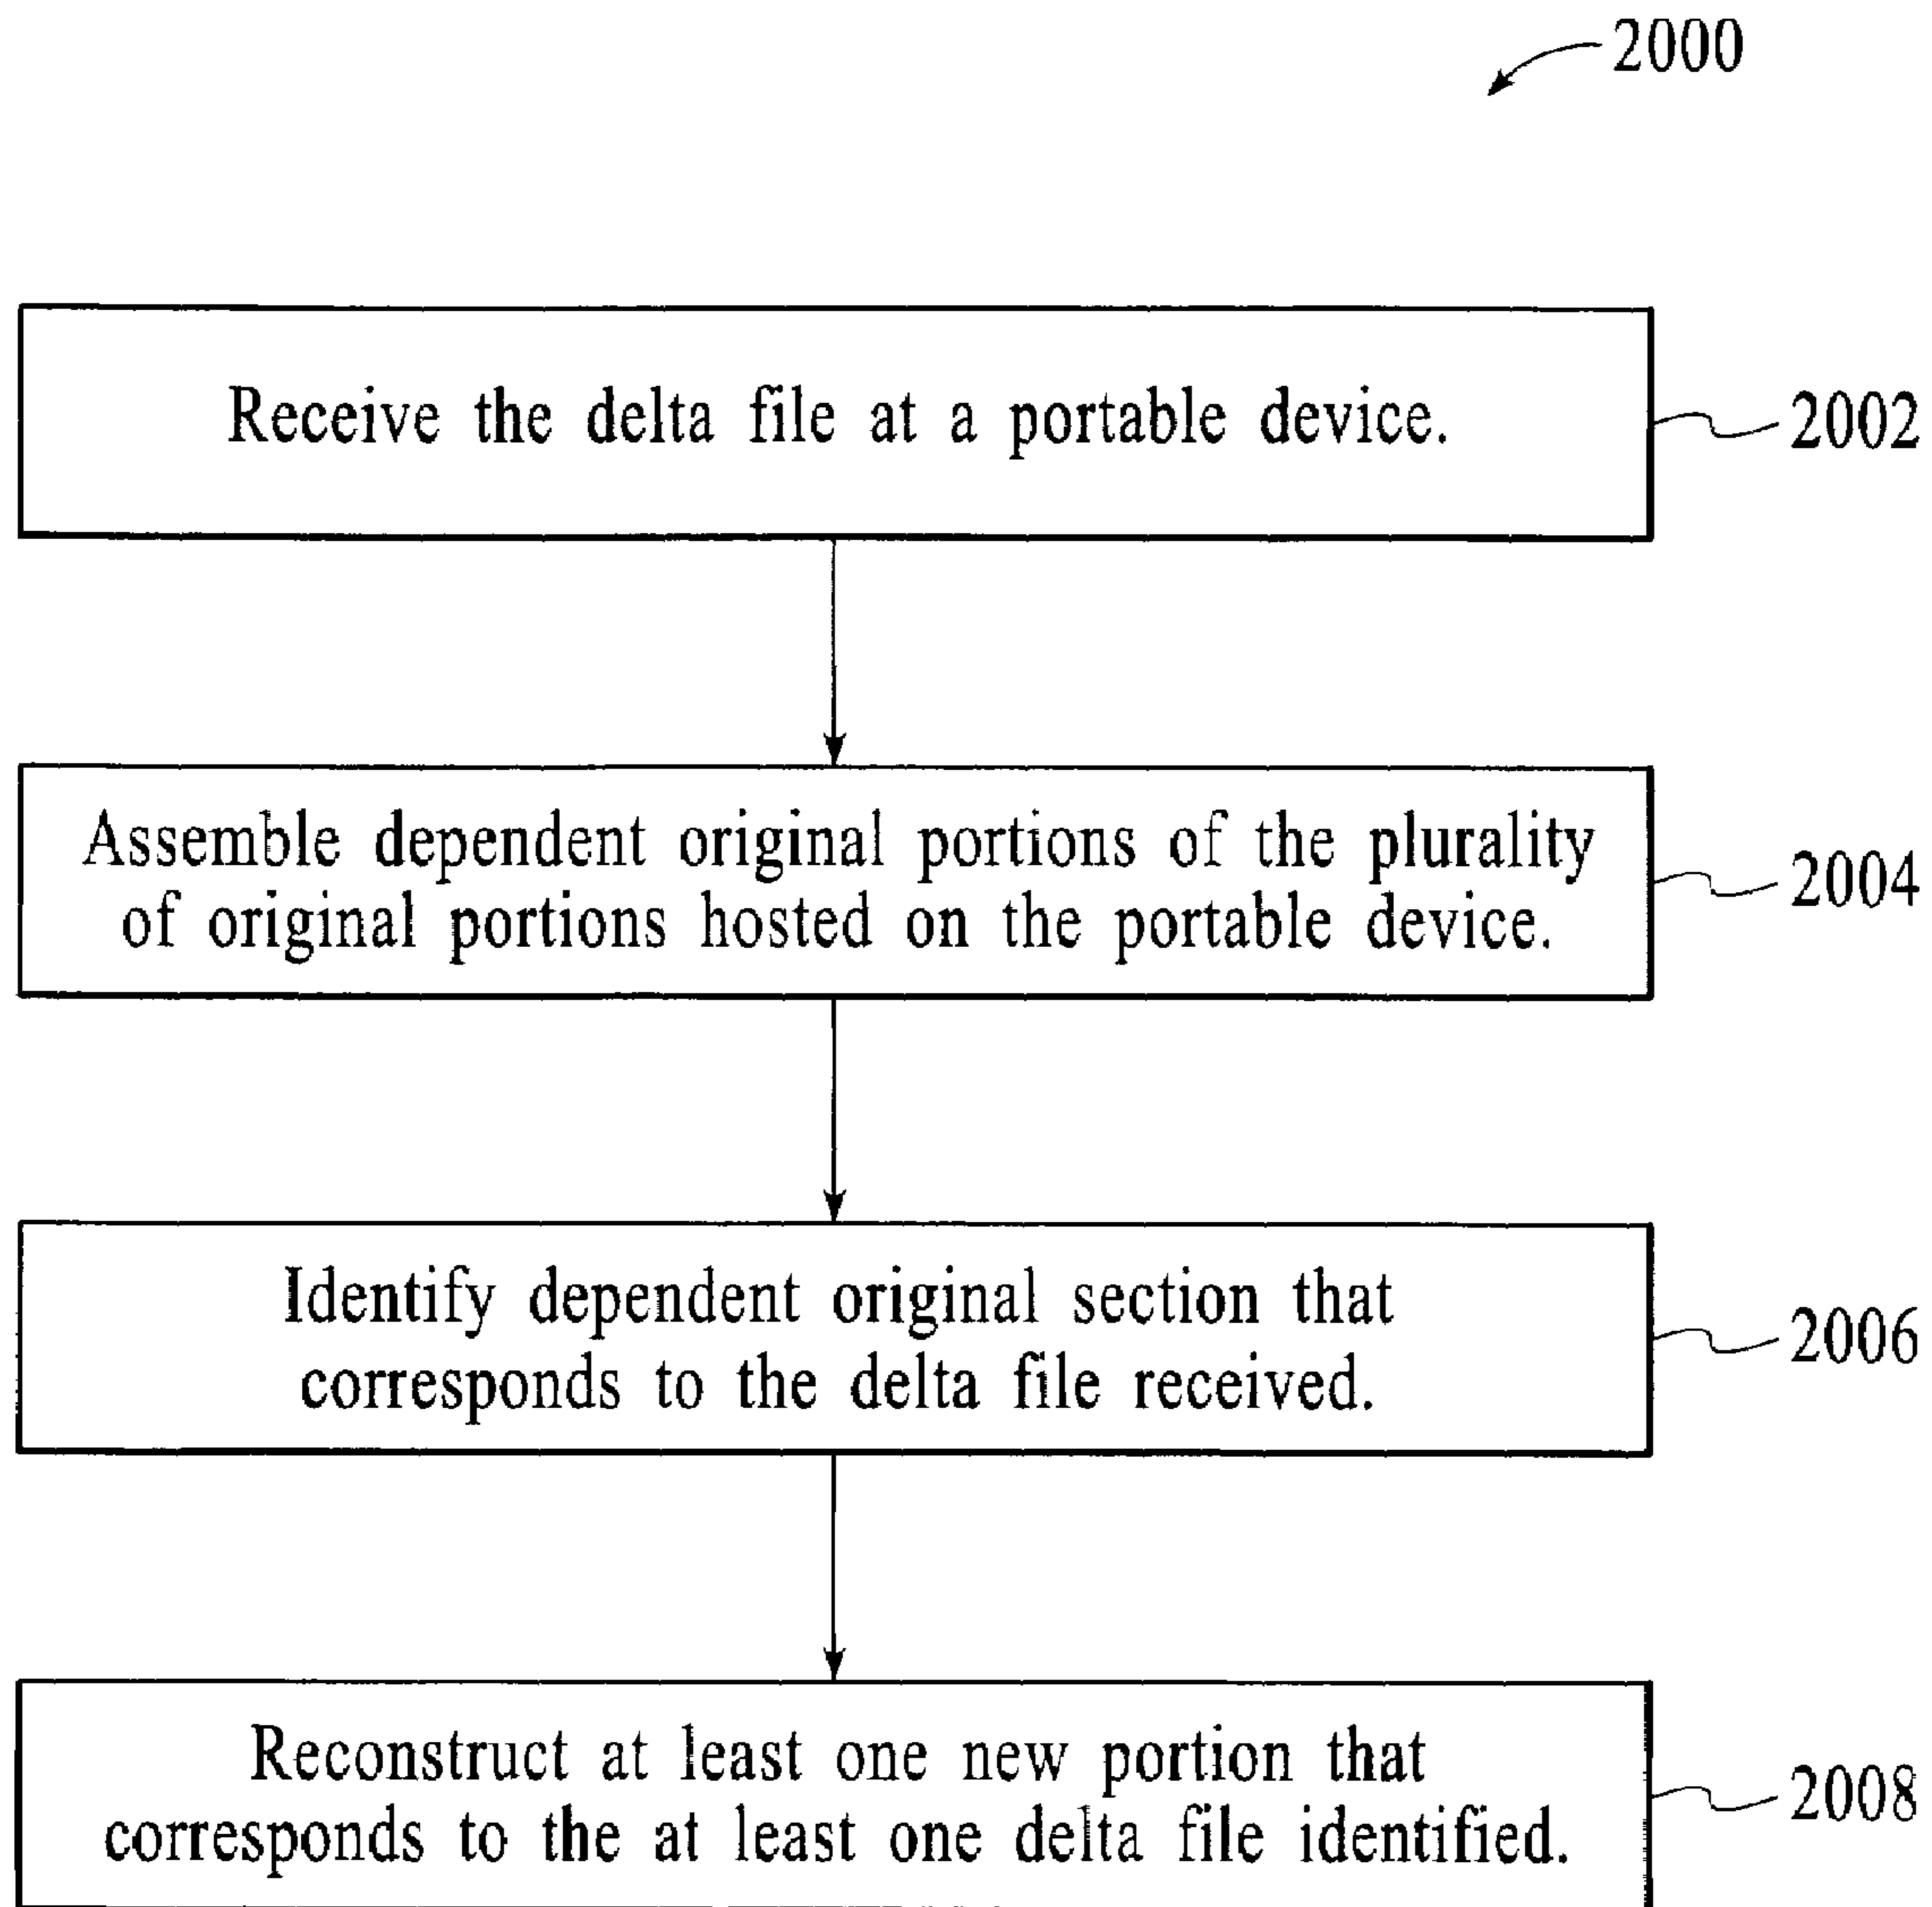 2000
Receive the delta file at a portable device.
2002
Assemble dependent original portions of the plurality
of original portions hosted on the portable device.
2004
Identify dependent original section that
corresponds to the delta file received.
2006
Reconstruct at least one new portion that
corresponds to the at least one delta file identified.
2008